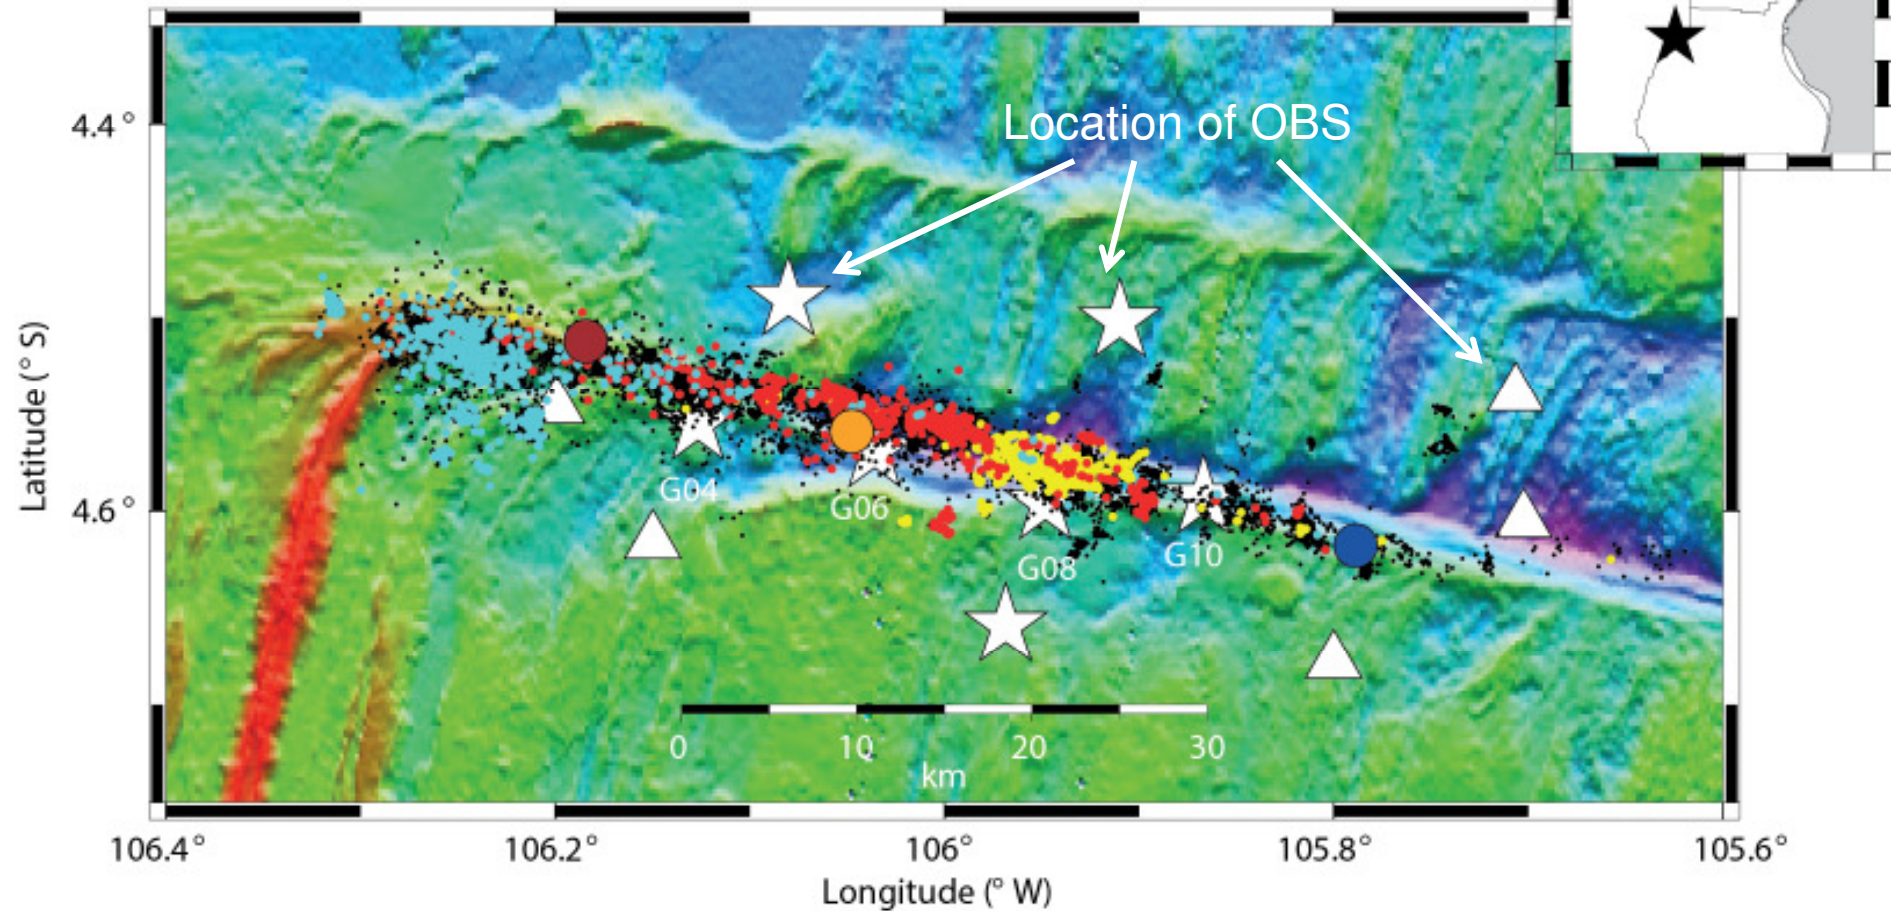 Location of OBS
4.4°
4.6°
Latitude (° S)
G04
G06
G08
G10
0 10 20 30
km
106.4° 106.2° 106° 105.8° 105.6°
Longitude (° W)